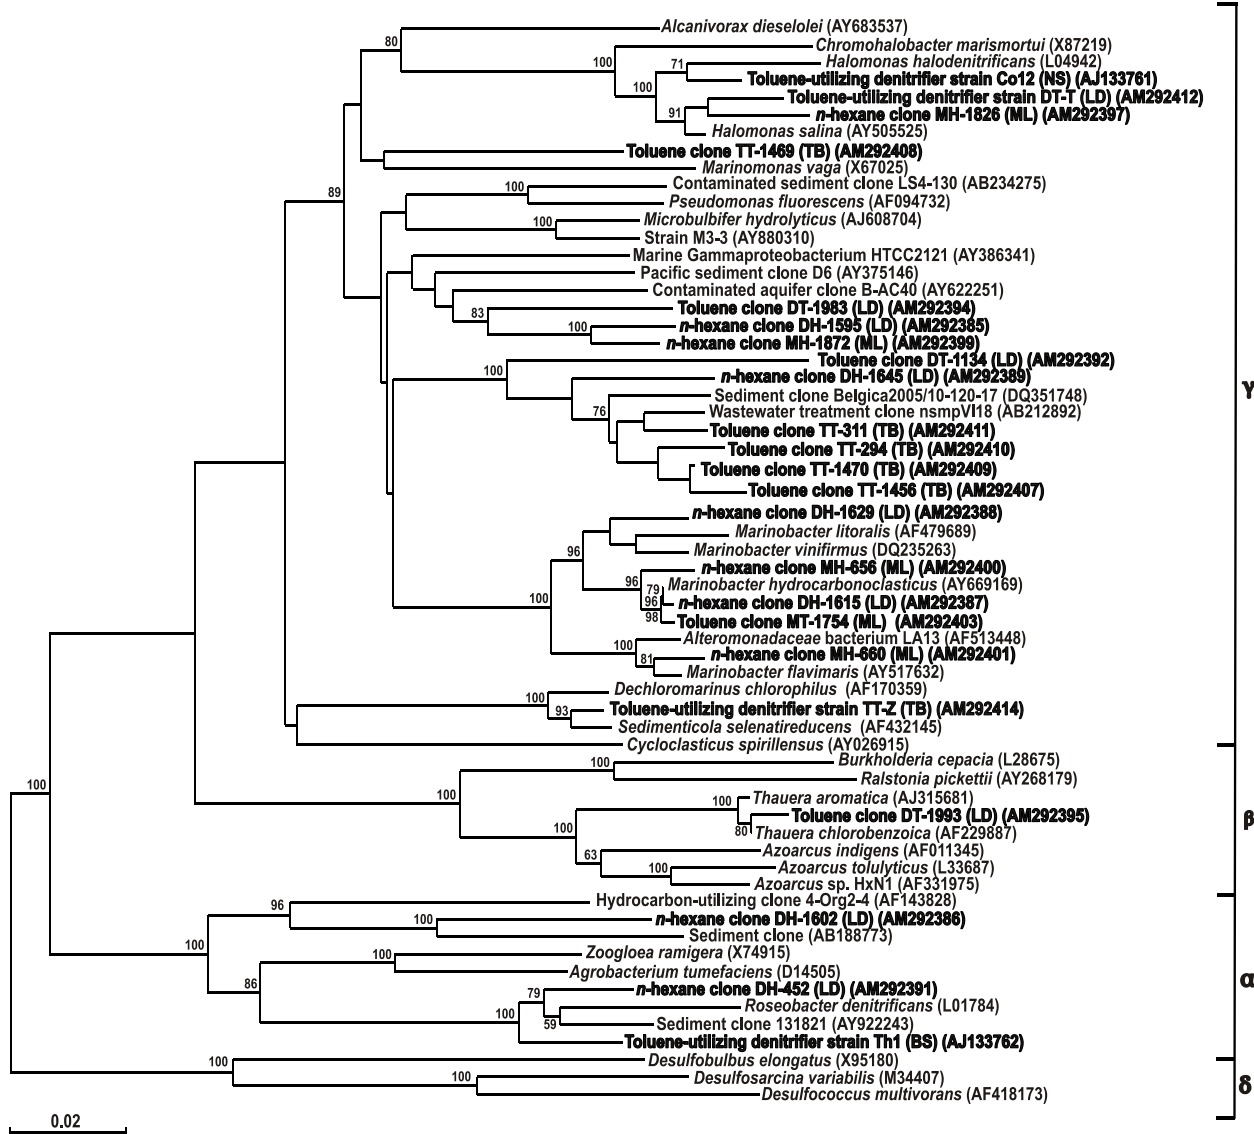 Alcanivorax dieselolei (AY683537)
80
Chromohalobacter marismortui (X87219)
100
Halomonas halodenitrificans (L04942)
71
Toluene-utilizing denitrifier strain Co12 (NS) (AJ133761)
100
Toluene-utilizing denitrifier strain DT-T (LD) (AM292412)
91
n-hexane clone MH-1826 (ML) (AM292397)
Halomonas salina (AY505525)
Toluene clone TT-1469 (TB) (AM292408)
Marinomonas vaga (X67025)
89
Contaminated sediment clone LS4-130 (AB234275)
100
Pseudomonas fluorescens (AF094732)
Microbulbifer hydrolyticus (AJ608704)
100
Strain M3-3 (AY880310)
Marine Gammaproteobacterium HTCC2121 (AY386341)
Pacific sediment clone D6 (AY375146)
Contaminated aquifer clone B-AC40 (AY622251)
Toluene clone DT-1983 (LD) (AM292394)
83
n-hexane clone DH-1595 (LD) (AM292385)
100
n-hexane clone MH-1872 (ML) (AM292399)
Toluene clone DT-1134 (LD) (AM292392)
100
n-hexane clone DH-1645 (LD) (AM292389)
γ
Sediment clone Belgica2005/10-120-17 (DQ351748)
76
Wastewater treatment clone nsmpVI18 (AB212892)
Toluene clone TT-311 (TB) (AM292411)
Toluene clone TT-294 (TB) (AM292410)
Toluene clone TT-1470 (TB) (AM292409)
Toluene clone TT-1456 (TB) (AM292407)
n-hexane clone DH-1629 (LD) (AM292388)
Marinobacter litoralis (AF479689)
96
Marinobacter vinifirmus (DQ235263)
n-hexane clone MH-656 (ML) (AM292400)
96
79
Marinobacter hydrocarbonoclasticus (AY669169)
100
96
n-hexane clone DH-1615 (LD) (AM292387)
98
Toluene clone MT-1754 (ML) (AM292403)
Alteromonadaceae bacterium LA13 (AF513448)
100
81
n-hexane clone MH-660 (ML) (AM292401)
Marinobacter flavimaris (AY517632)
Dechloromarinus chlorophilus (AF170359)
100
93
Toluene-utilizing denitrifier strain TT-Z (TB) (AM292414)
Sedimenticola selenatireducens (AF432145)
Cycloclasticus spirillensus (AY026915)
Burkholderia cepacia (L28675)
100
Ralstonia pickettii (AY268179)
100
100
Thauera aromatica (AJ315681)
100
Toluene clone DT-1993 (LD) (AM292395)
β
100
80
Thauera chlorobenzoica (AF229887)
Azoarcus indigens (AF011345)
63
Azoarcus tolulyticus (L33687)
100
Azoarcus sp. HxN1 (AF331975)
Hydrocarbon-utilizing clone 4-Org2-4 (AF143828)
96
n-hexane clone DH-1602 (LD) (AM292386)
100
Sediment clone (AB188773)
100
Zoogloea ramigera (X74915)
100
Agrobacterium tumefaciens (D14505)
α
86
n-hexane clone DH-452 (LD) (AM292391)
79
Roseobacter denitrificans (L01784)
100
59
Sediment clone 131821 (AY922243)
Toluene-utilizing denitrifier strain Th1 (BS) (AJ133762)
Desulfobulbus elongatus (X95180)
100
Desulfosarcina variabilis (M34407)
100
δ
Desulfococcus multivorans (AF418173)
0.02